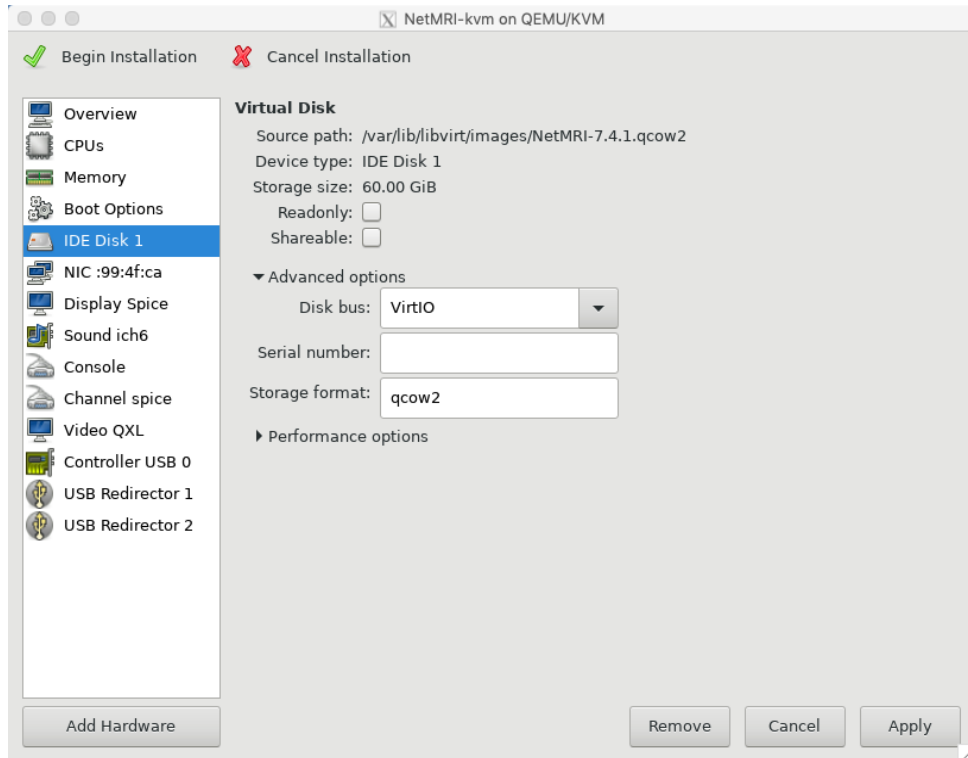 NetMRI-kvm on QEMU/KVM
Begin Installation
Cancel Installation
Overview
CPUs
Memory
Boot Options
IDE Disk 1
NIC :99:4f:ca
Display Spice
Sound ich6
Console
Channel spice
Video QXL
Controller USB 0
USB Redirector 1
USB Redirector 2
Add Hardware
Virtual Disk
Source path: /var/lib/libvirt/images/NetMRI-7.4.1.qcow2
Device type: IDE Disk 1
Storage size: 60.00 GiB
Readonly:
Shareable:
Advanced options
Disk bus: VirtIO
Serial number:
Storage format: qcow2
Performance options
Remove
Cancel
Apply